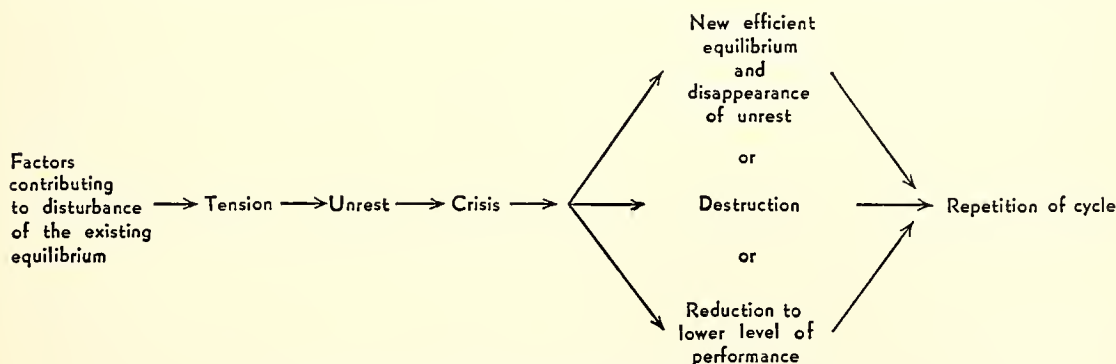 Factors
contributing
to disturbance
of the existing
equilibrium
Tension
Unrest
Crisis
New efficient
equilibrium
and
disappearance
of unrest
or
Destruction
or
Reduction to
lower level of
performance
Repetition of cycle